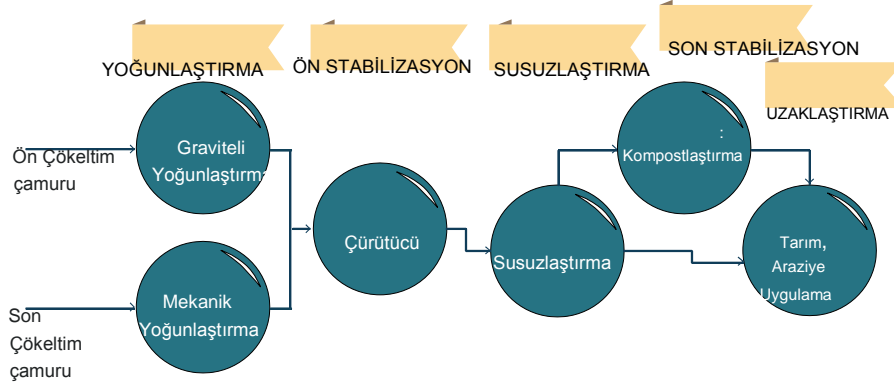 YOĞUNLAŞTIRMA
ÖN STABİLİZASYON
SUSUZLAŞTIRMA
SON STABİLİZASYON
UZAKLAŞTIRMA
Ön Çökeltim
çamuru
Graviteli
Yoğunlaştırma
Son
Çökeltim
çamuru
Mekanik
Yoğunlaştırma
Çürütücü
Susuzlaştırma
:
Kompostlaştırma
Tarım,
Araziye
Uygulama